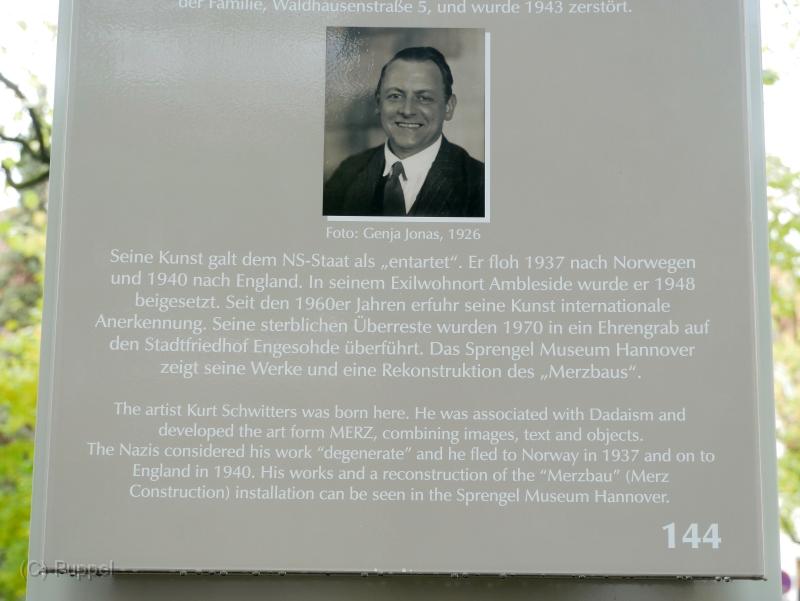 der Familie, Waldhausenstraße 5, und wurde 1943 zerstört.
Foto: Genja Jonas, 1926
Seine Kunst galt dem NS-Staat als „entartet“. Er floh 1937 nach Norwegen
und 1940 nach England. In seinem Exilwohnort Ambleside wurde er 1948
beigesetzt. Seit den 1960er Jahren erfuhr seine Kunst internationale
Anerkennung. Seine sterblichen Überreste wurden 1970 in ein Ehrengrab auf
den Stadtfriedhof Engesohde überführt. Das Sprengel Museum Hannover
zeigt seine Werke und eine Rekonstruktion des „Merzbaus“.
The artist Kurt Schwitters was born here. He was associated with Dadaism and
developed the art form MERZ, combining images, text and objects.
The Nazis considered his work “degenerate” and he fled to Norway in 1937 and on to
England in 1940. His works and a reconstruction of the “Merzbau” (Merz
Construction) installation can be seen in the Sprengel Museum Hannover.
144
(C) Ruppel